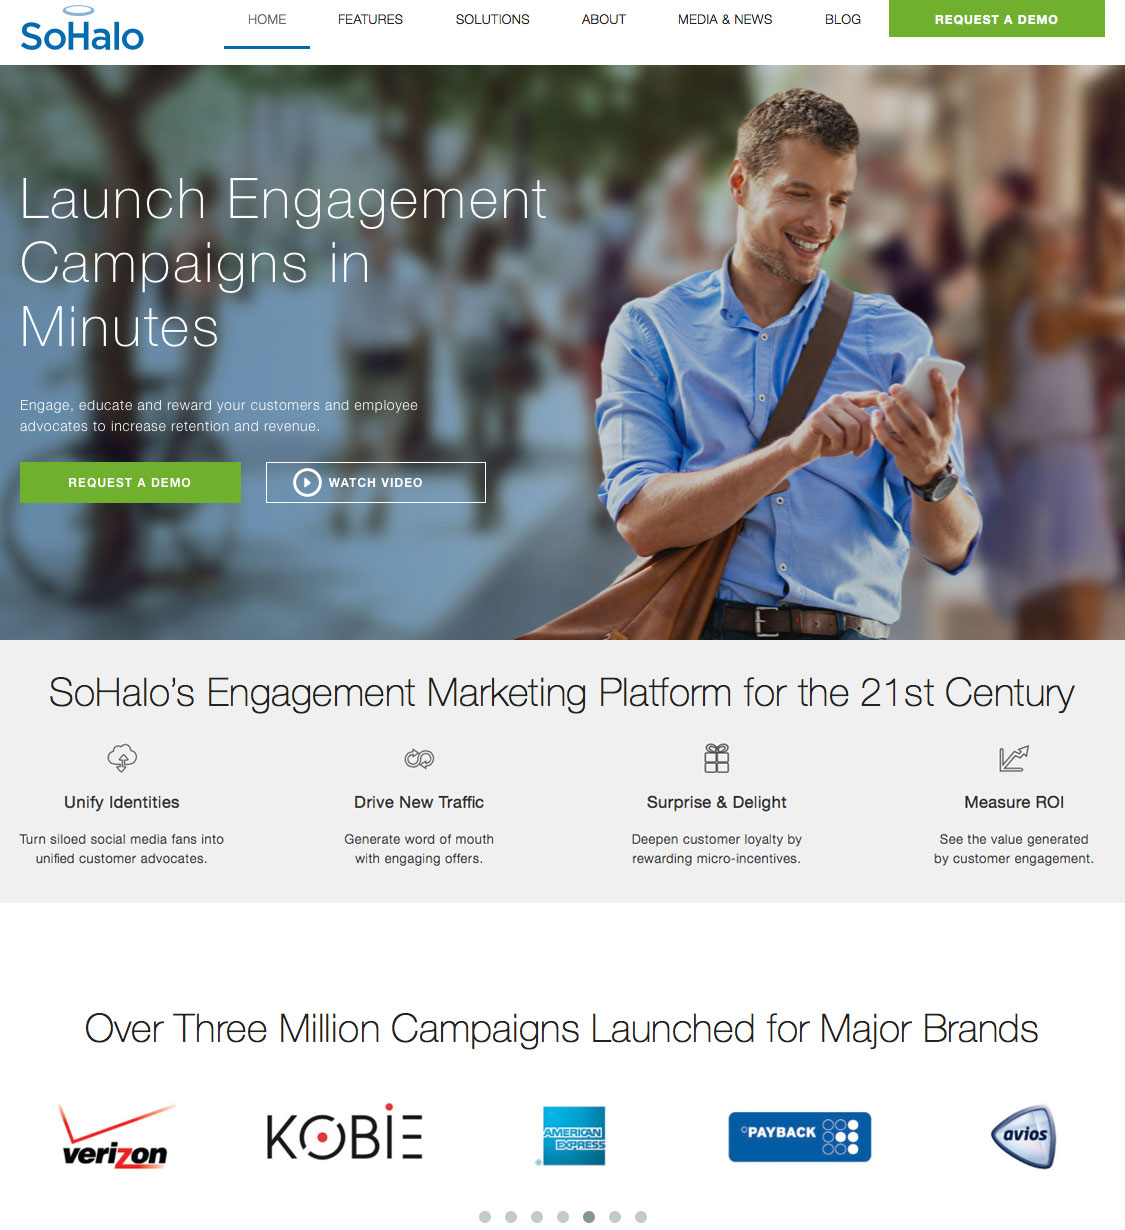 SoHalo
HOME
FEATURES
SOLUTIONS
ABOUT
MEDIA & NEWS
BLOG
REQUEST A DEMO
Launch Engagement
Campaigns in
Minutes
Engage, educate and reward your customers and employee
advocates to increase retention and revenue.
REQUEST A DEMO
WATCH VIDEO
SoHalo’s Engagement Marketing Platform for the 21st Century
Unify Identities
Turn siloed social media fans into
unified customer advocates.
Drive New Traffic
Generate word of mouth
with engaging offers.
Surprise & Delight
Deepen customer loyalty by
rewarding micro-incentives.
Measure ROI
See the value generated
by customer engagement.
Over Three Million Campaigns Launched for Major Brands
verizon
KOBIE
AMERICAN
EXPRESS
®
PAYBACK
avios